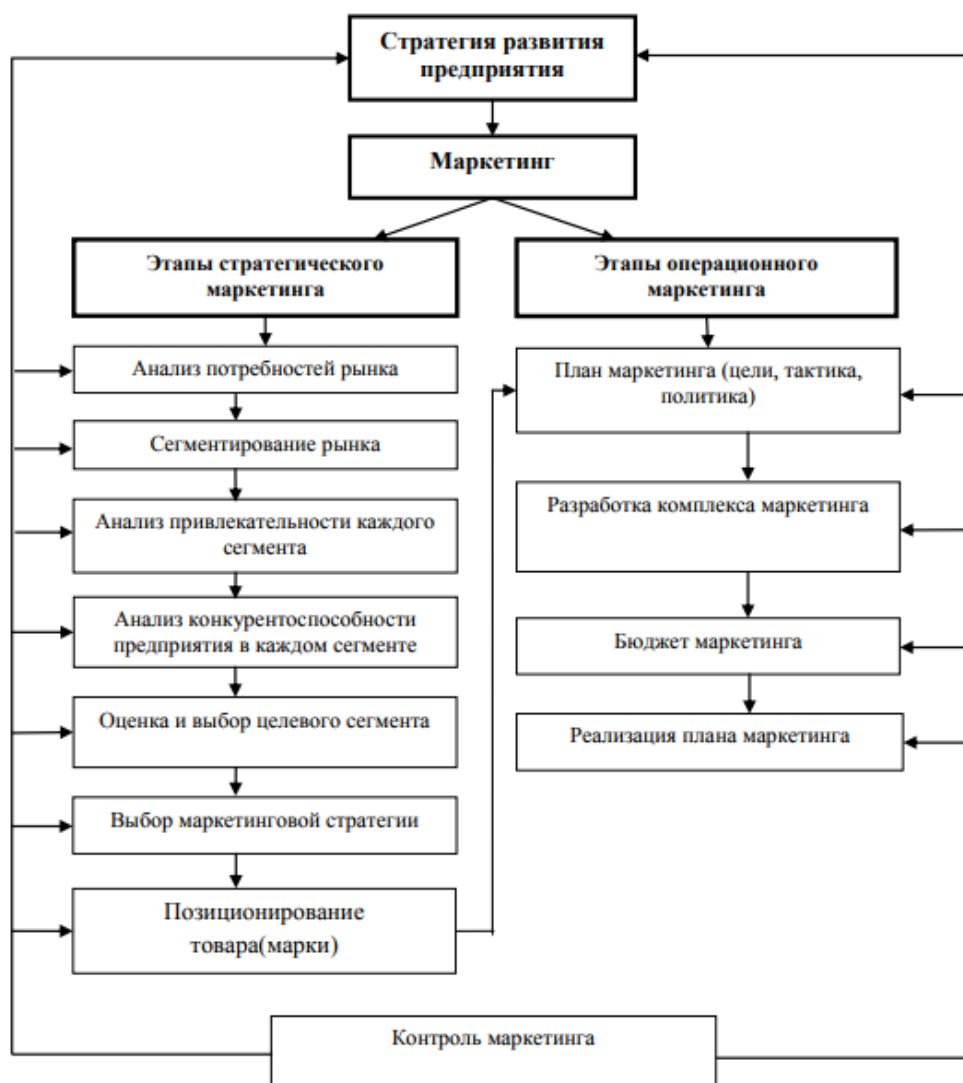 Стратегия развития
предприятия
Маркетинг
Этапы стратегического
маркетинга
Анализ потребностей рынка
Сегментирование рынка
Анализ привлекательности каждого
сегмента
Анализ конкурентоспособности
предприятия в каждом сегменте
Оценка и выбор целевого сегмента
Выбор маркетинговой стратегии
Позиционирование
товара(марки)
Этапы операционного
маркетинга
План маркетинга (цели, тактика,
политика)
Разработка комплекса маркетинга
Бюджет маркетинга
Реализация плана маркетинга
Контроль маркетинга